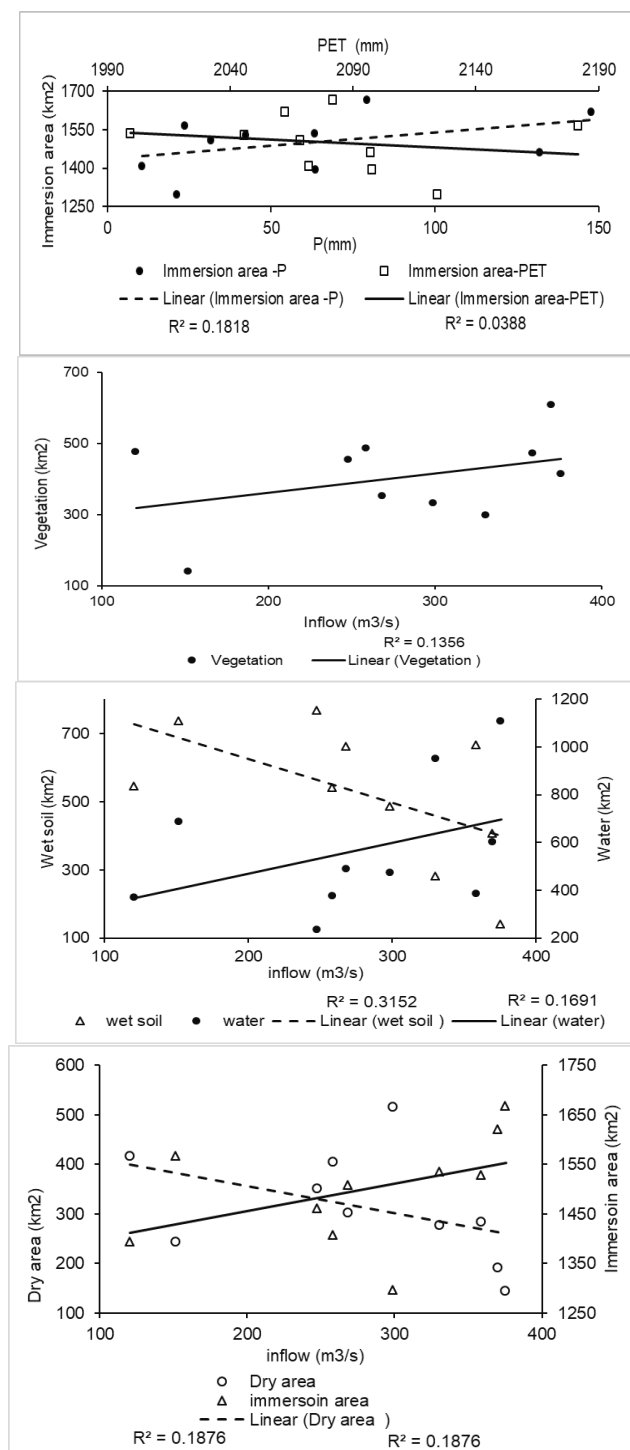 PET (mm)
1990 2040 2090 2140 2190
Immersion area (km2)
1700
1550
1400
1250
0 50 100 150
P(mm)
Immersion area -P Immersion area-PET
Linear (Immersion area -P) Linear (Immersion area-PET)
R² = 0.1818 R² = 0.0388
Vegetation (km2)
700
500
300
100
100 200 300 400
Inflow (m3/s)
R² = 0.1356
Vegetation Linear (Vegetation )
Wet soil (km2)
700
500
300
100
1200
1000
800
600
400
200
Water (km2)
100 200 300 400
inflow (m3/s)
R² = 0.3152 R² = 0.1691
wet soil water Linear (wet soil ) Linear (water)
Dry area (km2)
600
500
400
300
200
100
1750
1650
1550
1450
1350
1250
Immersoin area (km2)
100 200 300 400
inflow (m3/s)
Dry area
immersoin area
Linear (Dry area )
R² = 0.1876 R² = 0.1876